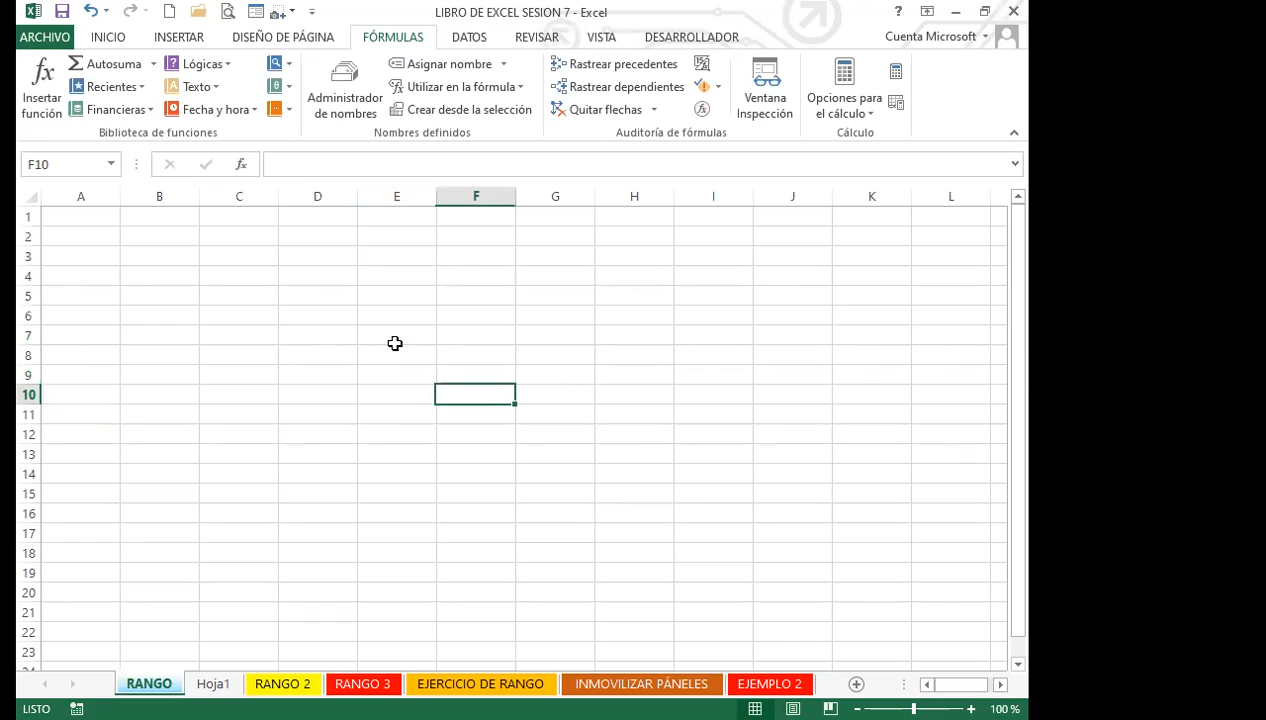 LIBRO DE EXCEL SESION 7 - Excel
?
ARCHIVO INICIO INSERTAR DISEÑO DE PÁGINA FÓRMULAS DATOS REVISAR VISTA DESARROLLADOR Cuenta Microsoft
fx Insertar función
Σ Autosuma
Recientes
Financieras
? Lógicas
A Texto
Fecha y hora
θ
Biblioteca de funciones
Administrador de nombres
Asignar nombre
Utilizar en la fórmula
Crear desde la selección
Nombres definidos
Rastrear precedentes
Rastrear dependientes
Quitar flechas
fx
Ventana Inspección
Auditoría de fórmulas
Opciones para el cálculo
Cálculo
F10 fx
A B C D E F G H I J K L
1
2
3
4
5
6
7
8
9
10
11
12
13
14
15
16
17
18
19
20
21
22
23
24
RANGO Hoja1 RANGO 2 RANGO 3 EJERCICIO DE RANGO INMOVILIZAR PÁNELES EJEMPLO 2
LISTO 100 %